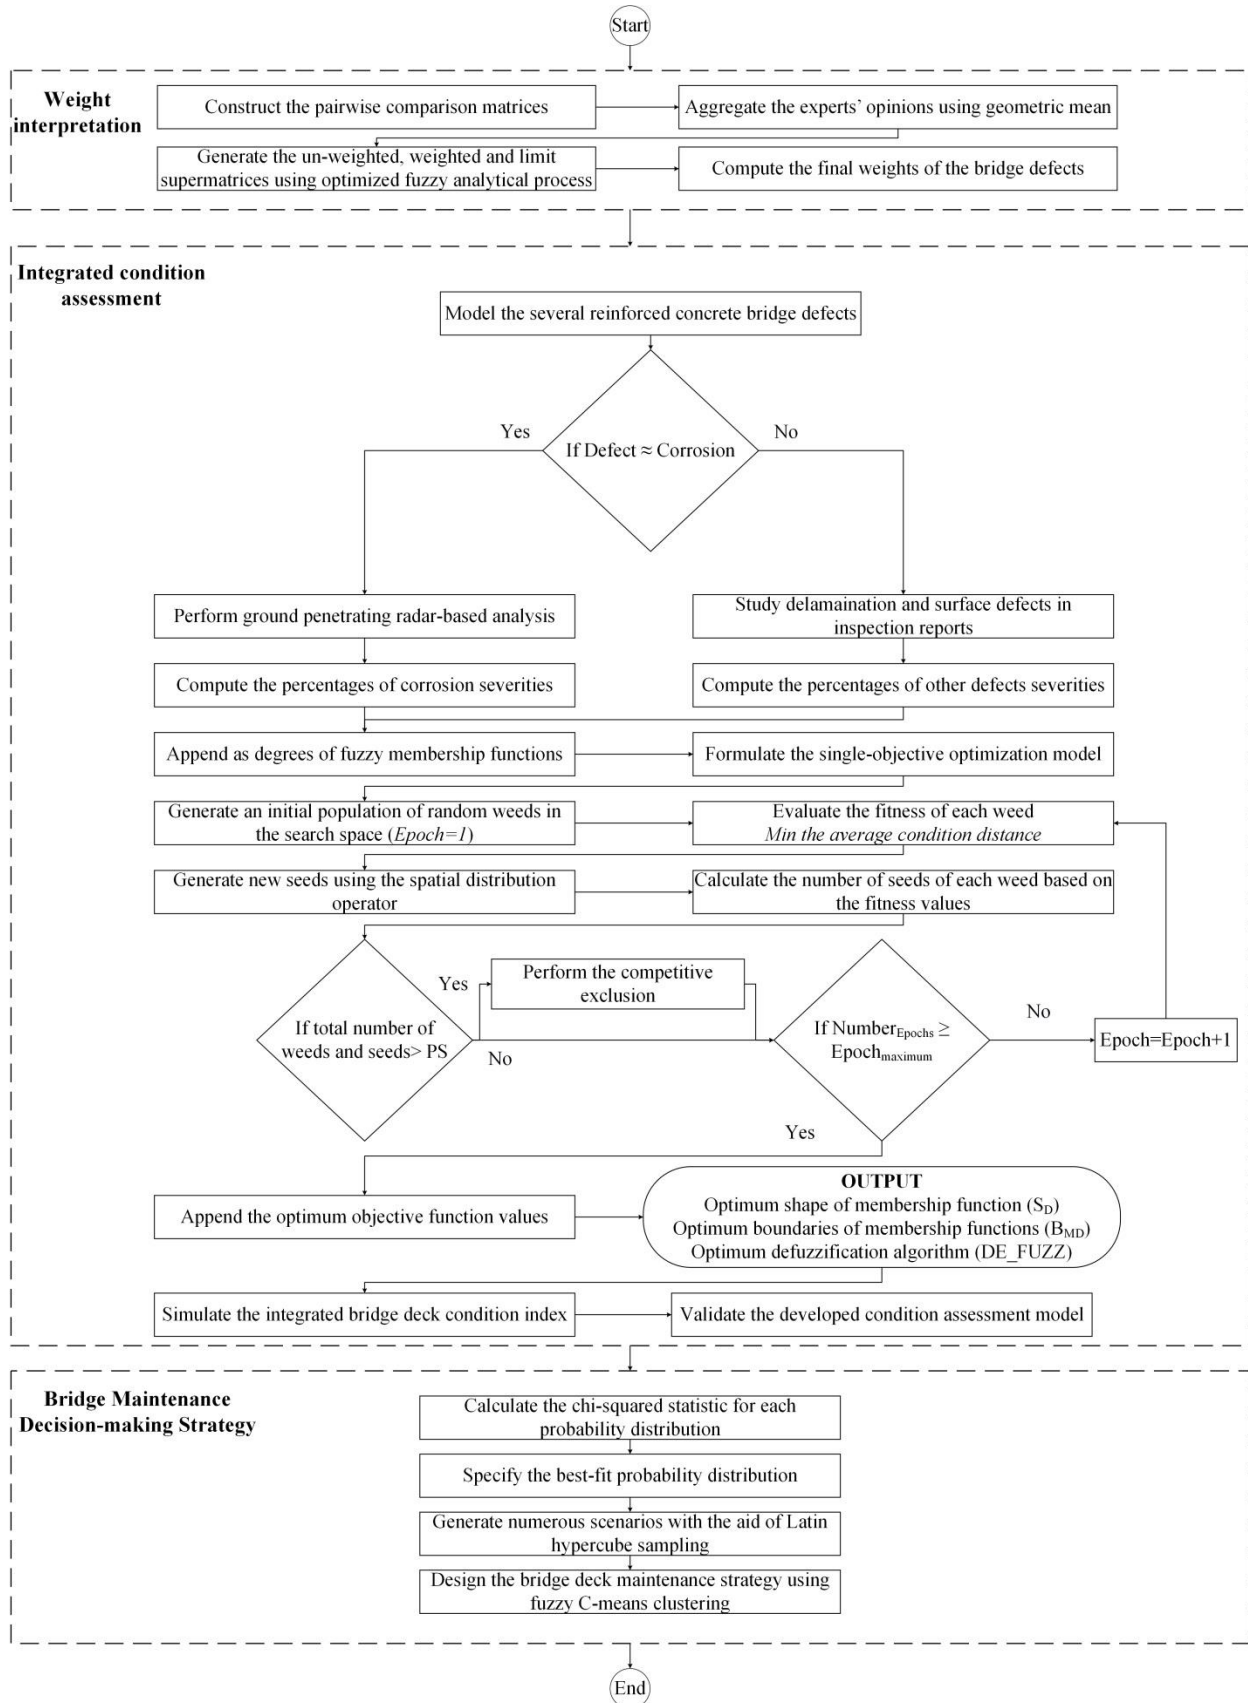 Start
Weight
interpretation
Construct the pairwise comparison matrices
Aggregate the experts' opinions using geometric mean
Generate the un-weighted, weighted and limit
supermatrices using optimized fuzzy analytical process
Compute the final weights of the bridge defects
Integrated condition
assessment
Model the several reinforced concrete bridge defects
Yes
If Defect ≈ Corrosion
No
Perform ground penetrating radar-based analysis
Study delamaination and surface defects in
inspection reports
Compute the percentages of corrosion severities
Compute the percentages of other defects severities
Append as degrees of fuzzy membership functions
Formulate the single-objective optimization model
Generate an initial population of random weeds in
the search space (Epoch=1)
Evaluate the fitness of each weed
Min the average condition distance
Generate new seeds using the spatial distribution
operator
Calculate the number of seeds of each weed based on
the fitness values
If total number of
weeds and seeds> PS
Yes
No
Perform the competitive
exclusion
If NumberEpochs ≥
Epochmaximum
No
Epoch=Epoch+1
Yes
Append the optimum objective function values
OUTPUT
Optimum shape of membership function (SD)
Optimum boundaries of membership functions (BMD)
Optimum defuzzification algorithm (DE_FUZZ)
Simulate the integrated bridge deck condition index
Validate the developed condition assessment model
Bridge Maintenance
Decision-making Strategy
Calculate the chi-squared statistic for each
probability distribution
Specify the best-fit probability distribution
Generate numerous scenarios with the aid of Latin
hypercube sampling
Design the bridge deck maintenance strategy using
fuzzy C-means clustering
End